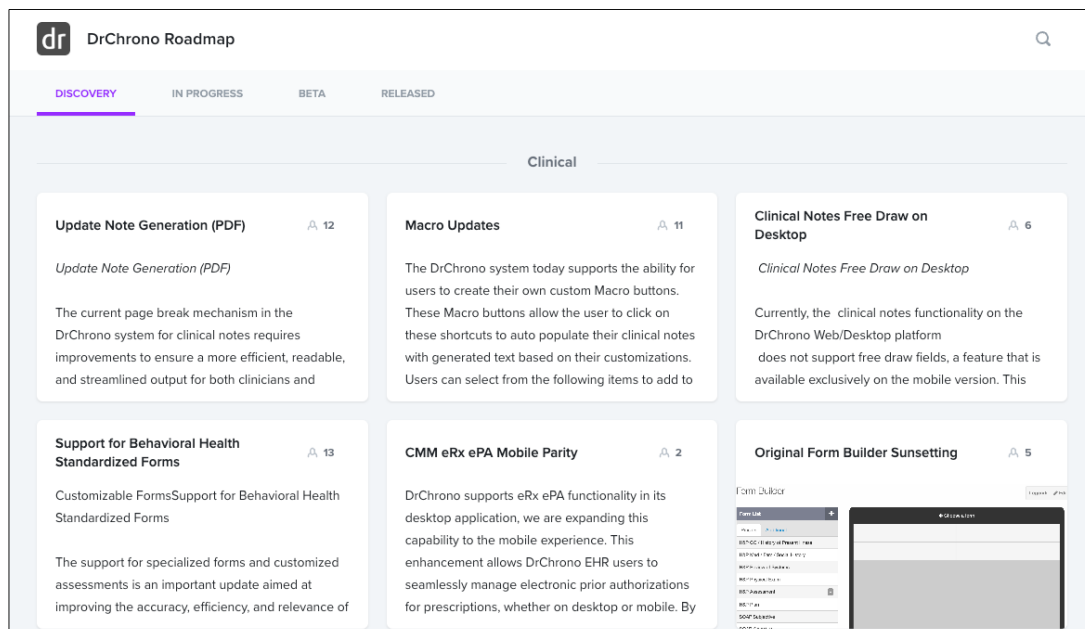 dr DrChrono Roadmap
DISCOVERY IN PROGRESS BETA RELEASED
Clinical
Update Note Generation (PDF) 12
Update Note Generation (PDF)
The current page break mechanism in the
DrChrono system for clinical notes requires
improvements to ensure a more efficient, readable,
and streamlined output for both clinicians and
Macro Updates 11
The DrChrono system today supports the ability for
users to create their own custom Macro buttons.
These Macro buttons allow the user to click on
these shortcuts to auto populate their clinical notes
with generated text based on their customizations.
Users can select from the following items to add to
Clinical Notes Free Draw on
Desktop 6
Clinical Notes Free Draw on Desktop
Currently, the clinical notes functionality on the
DrChrono Web/Desktop platform
does not support free draw fields, a feature that is
available exclusively on the mobile version. This
Support for Behavioral Health
Standardized Forms 13
Customizable FormsSupport for Behavioral Health
Standardized Forms
The support for specialized forms and customized
assessments is an important update aimed at
improving the accuracy, efficiency, and relevance of
CMM eRx ePA Mobile Parity 2
DrChrono supports eRx ePA functionality in its
desktop application, we are expanding this
capability to the mobile experience. This
enhancement allows DrChrono EHR users to
seamlessly manage electronic prior authorizations
for prescriptions, whether on desktop or mobile. By
Original Form Builder Sunsetting 5
Form Builder
Form List +